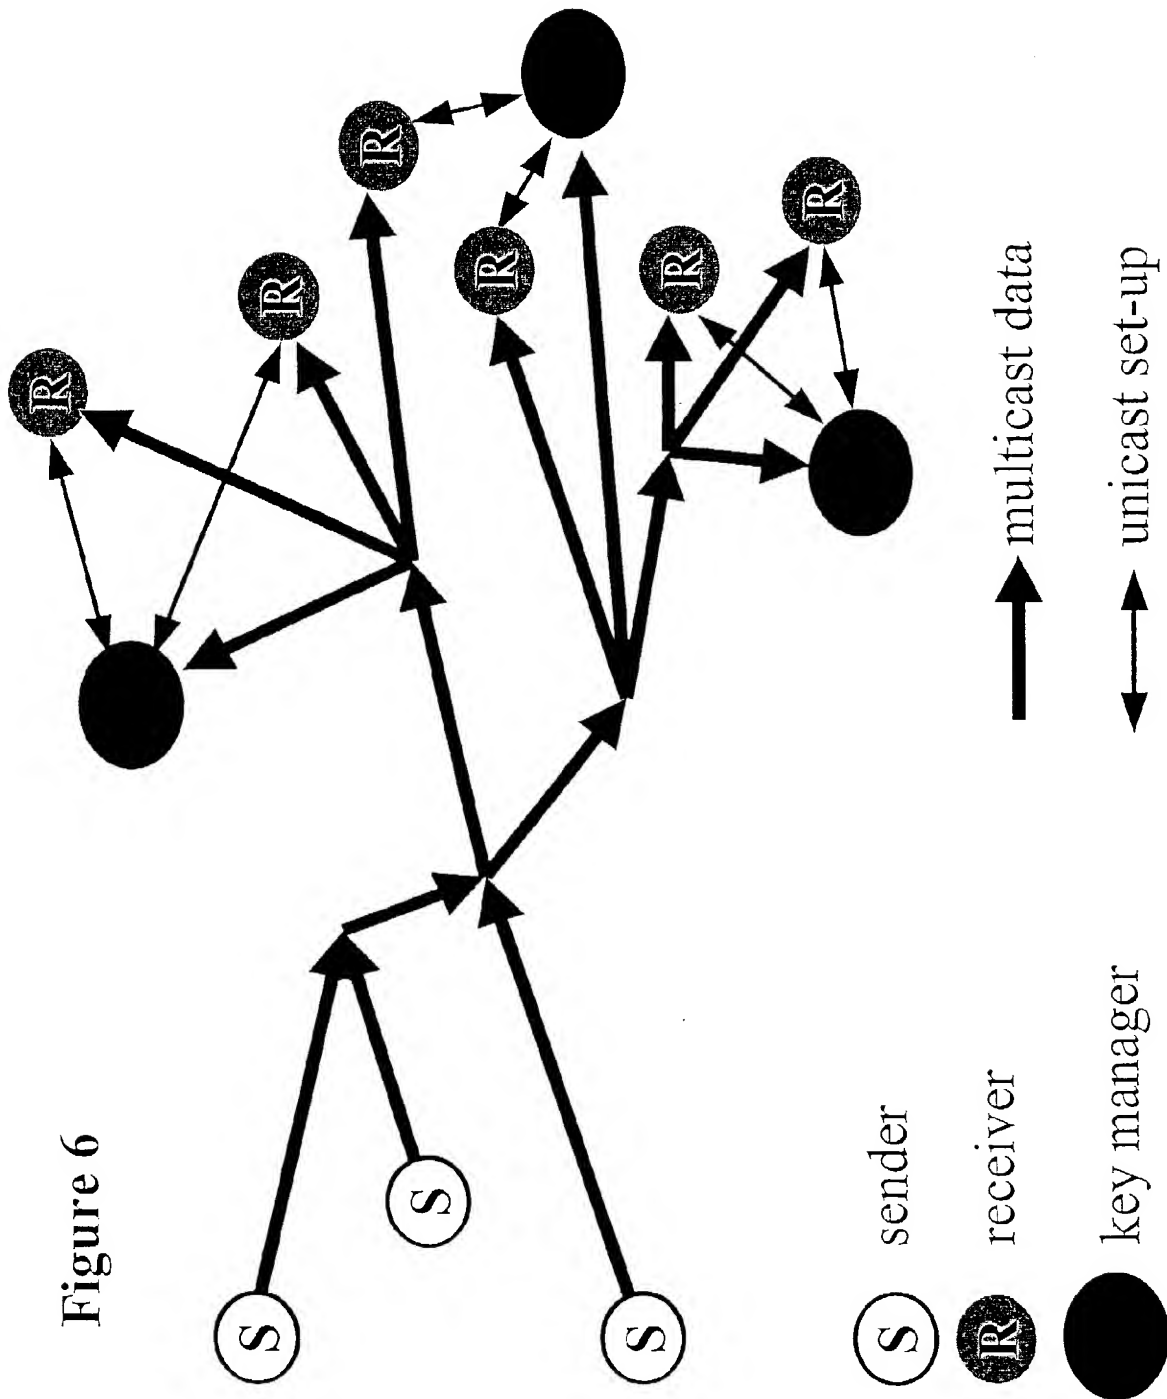 Figure 6
R
R
R
R
R
R
S
S
S
S sender
R receiver
key manager
multicast data
unicast set-up